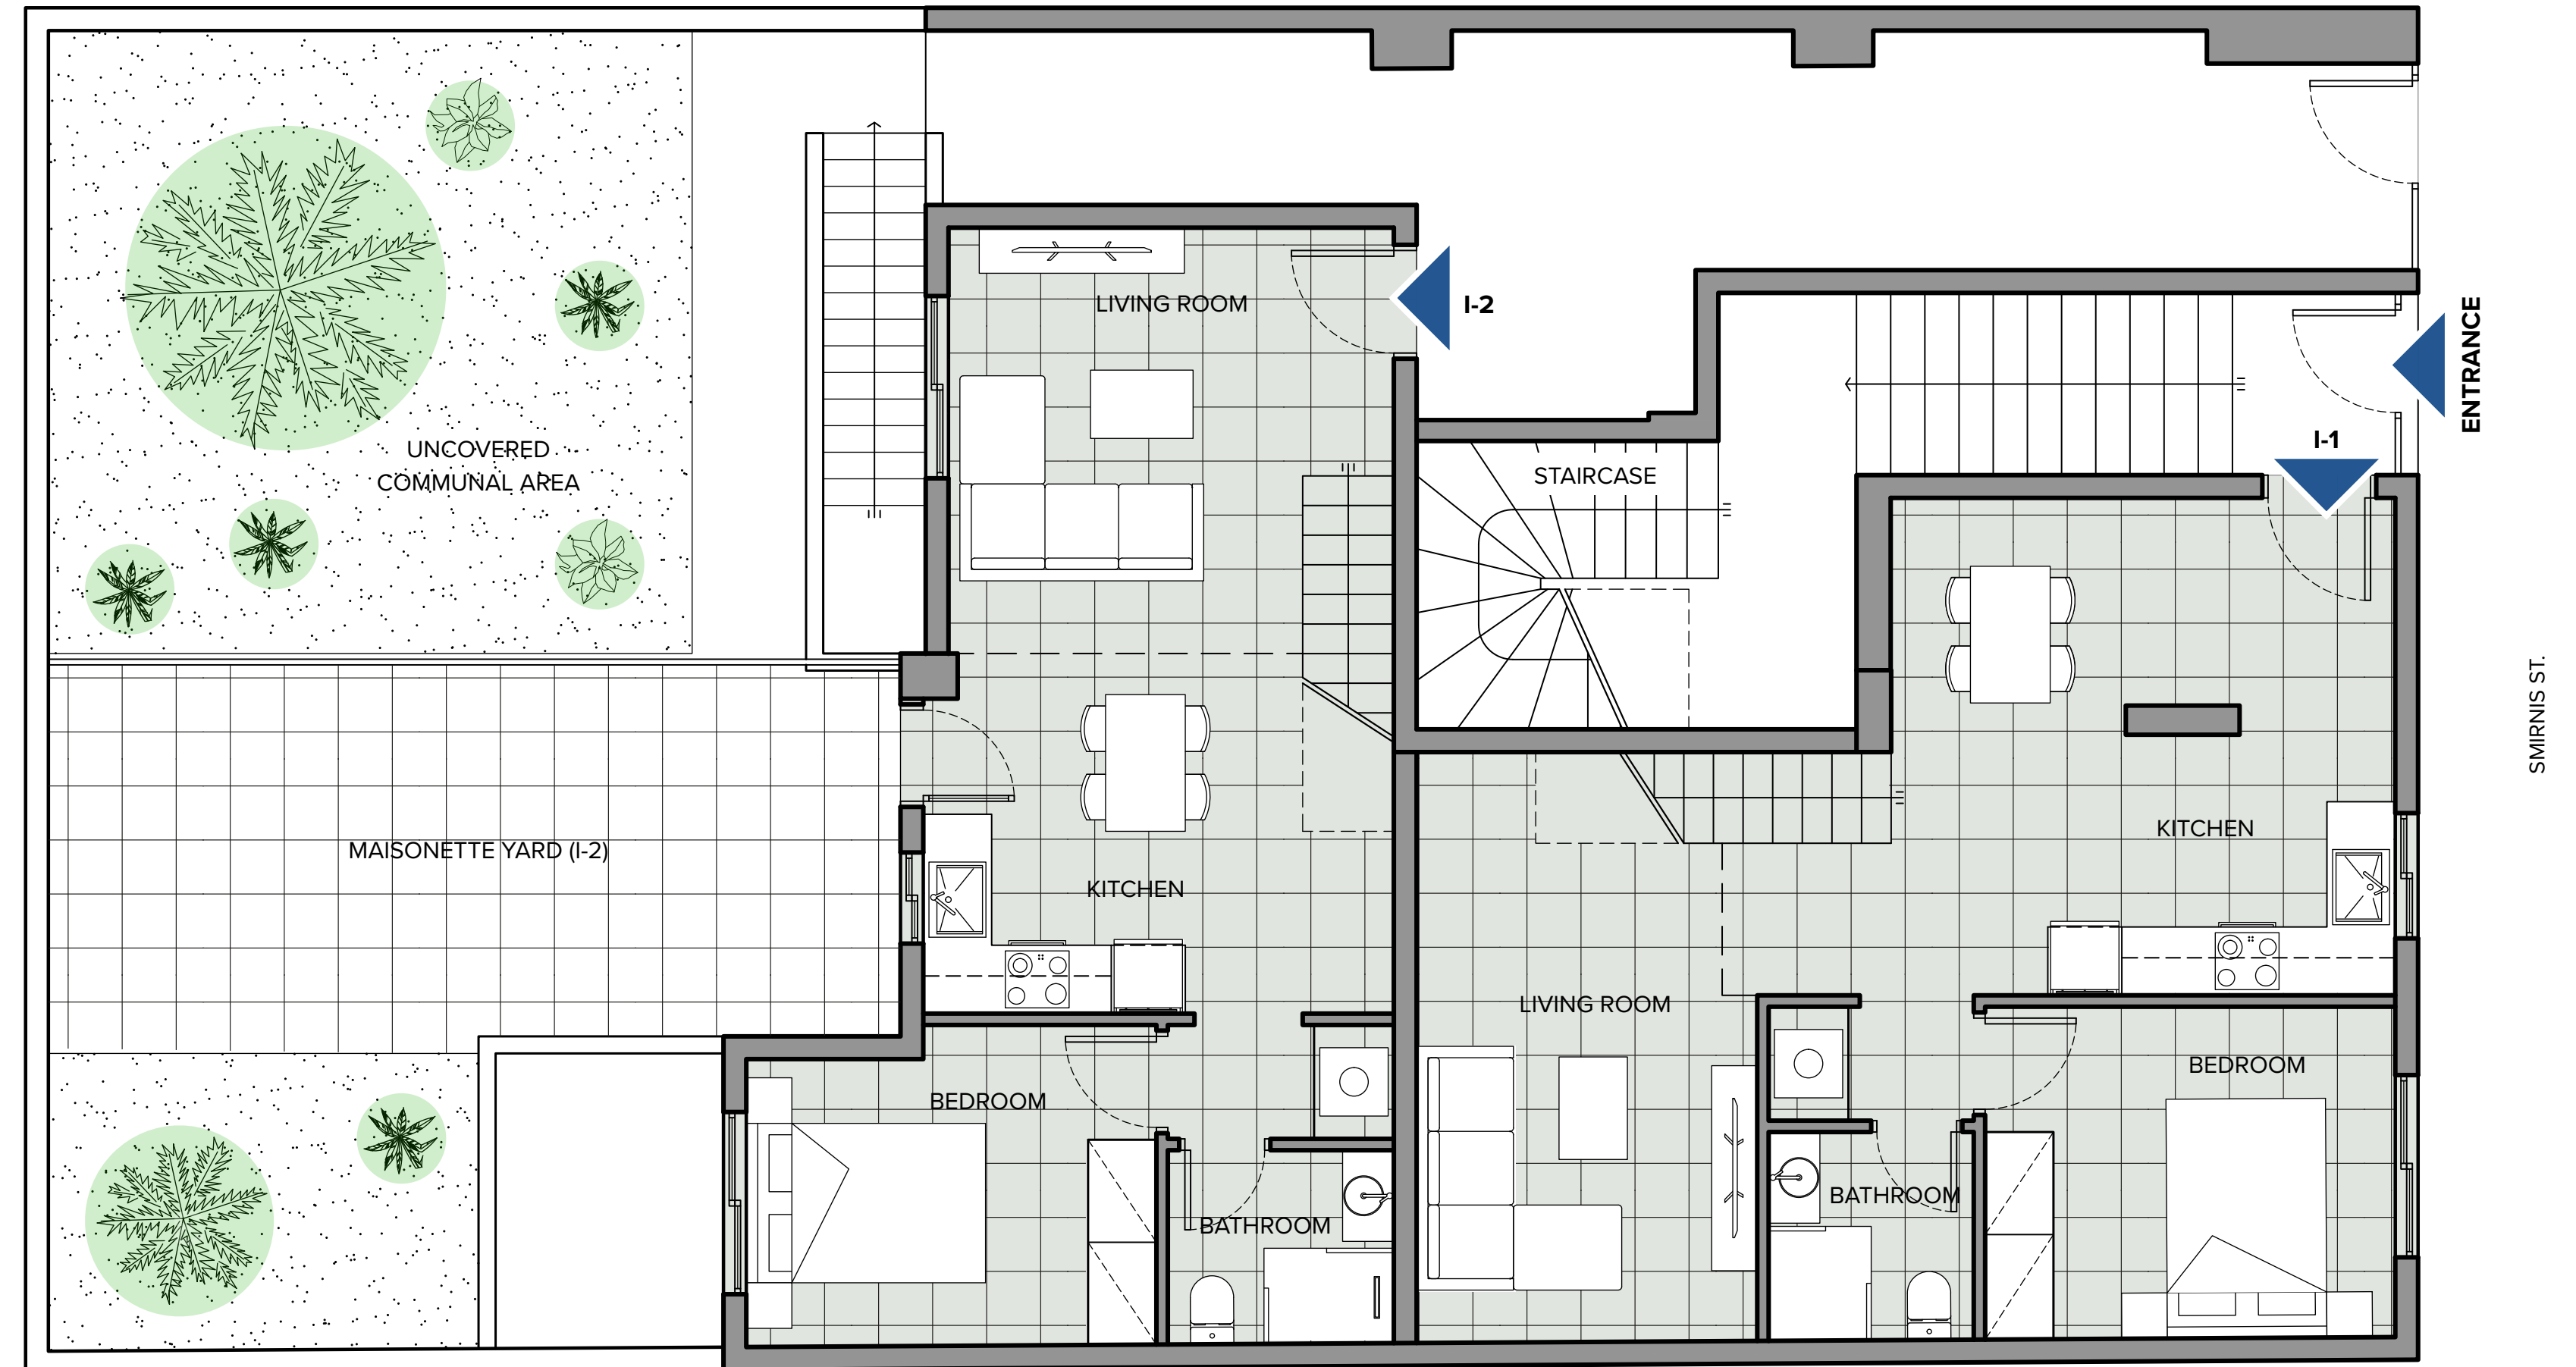 LIVING ROOM
I-2
ENTRANCE
I-1
UNCOVERED
COMMUNAL AREA
STAIRCASE
SMIRNIS ST.
MAISONETTE YARD (I-2)
KITCHEN
KITCHEN
LIVING ROOM
BEDROOM
BEDROOM
BATHROOM
BATHROOM